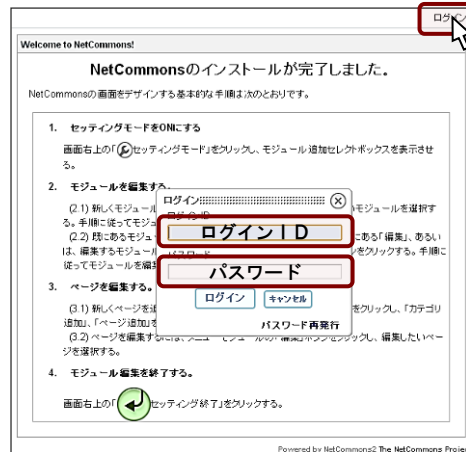 ログイン
Welcome to NetCommons!
NetCommonsのインストールが完了しました。
NetCommonsの画面をデザインする基本的な手順は次のとおりです。
1. セッティングモードをONにする
画面右上の「セッティングモード」をクリックし、モジュール追加セレクトボックスを表示させ
る。
2. モジュールを編集する。
(2.1) 新しくモジュール
モジュールを選択す
る。手順に従ってモジュ
(2.2) 既にあるモジュ
にある「編集」、あるい
は、編集するモジュール
をクリックする。手順に
従ってモジュールを編集
ログイン
ログインID
パスワード
ログイン キャンセル
パスワード再発行
3. ページを編集する。
(3.1) 新しくページを追
をクリックし、「カテゴリ
追加」、「ページ追加」を
(3.2) ページを編集する
クリックし、編集したいペー
ジを選択する。
4. モジュール編集を終了する。
画面右上の「セッティング終了」をクリックする。
Powered by NetCommons2 The NetCommons Projec